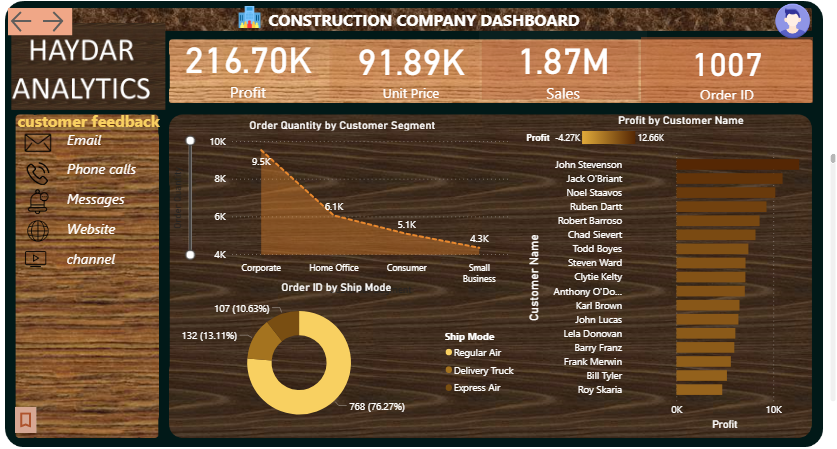 CONSTRUCTION COMPANY DASHBOARD
HAYDAR
ANALYTICS
216.70K
Profit
91.89K
Unit Price
1.87M
Sales
1007
Order ID
customer feedback
Email
Phone calls
Messages
Website
channel
Order Quantity by Customer Segment
10K
8K
6K
4K
9.5K
6.1K
5.1K
4.3K
Corporate
Home Office
Consumer
Small
Business
Order ID by Ship Mode
107 (10.63%)
132 (13.11%)
768 (76.27%)
Ship Mode
Regular Air
Delivery Truck
Express Air
Profit by Customer Name
Profit -4.27K 12.66K
Customer Name
John Stevenson
Jack O'Briant
Noel Staavos
Ruben Dartt
Robert Barroso
Chad Sievert
Todd Boyes
Steven Ward
Clytie Kelty
Anthony O'Do...
Karl Brown
John Lucas
Lela Donovan
Barry Franz
Frank Merwin
Bill Tyler
Roy Skaria
0K 10K
Profit